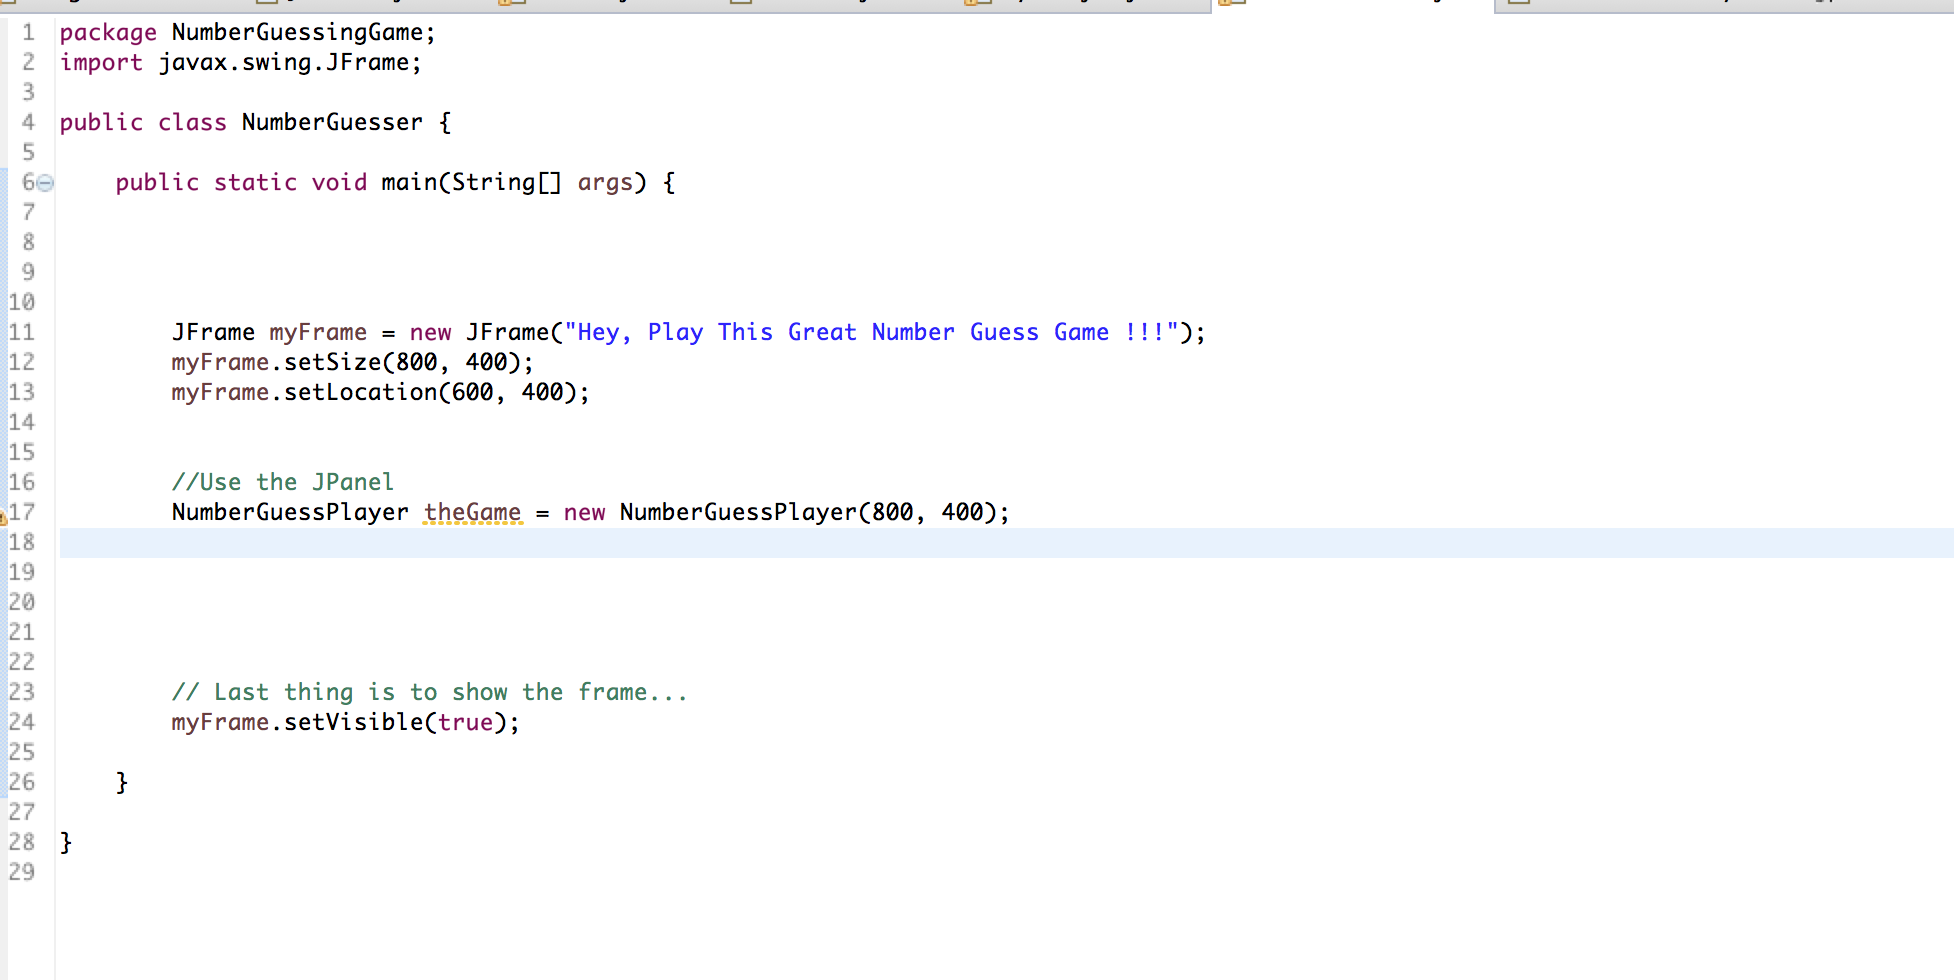 1 package NumberGuessingGame;
2 import javax.swing.JFrame;
3
4 public class NumberGuesser {
5
6 public static void main(String[] args) {
7
8
9
10
11 JFrame myFrame = new JFrame("Hey, Play This Great Number Guess Game !!!");
12 myFrame.setSize(800, 400);
13 myFrame.setLocation(600, 400);
14
15
16 //Use the JPanel
17 NumberGuessPlayer theGame = new NumberGuessPlayer(800, 400);
18
19
20
21
22
23 // Last thing is to show the frame...
24 myFrame.setVisible(true);
25
26 }
27
28 }
29